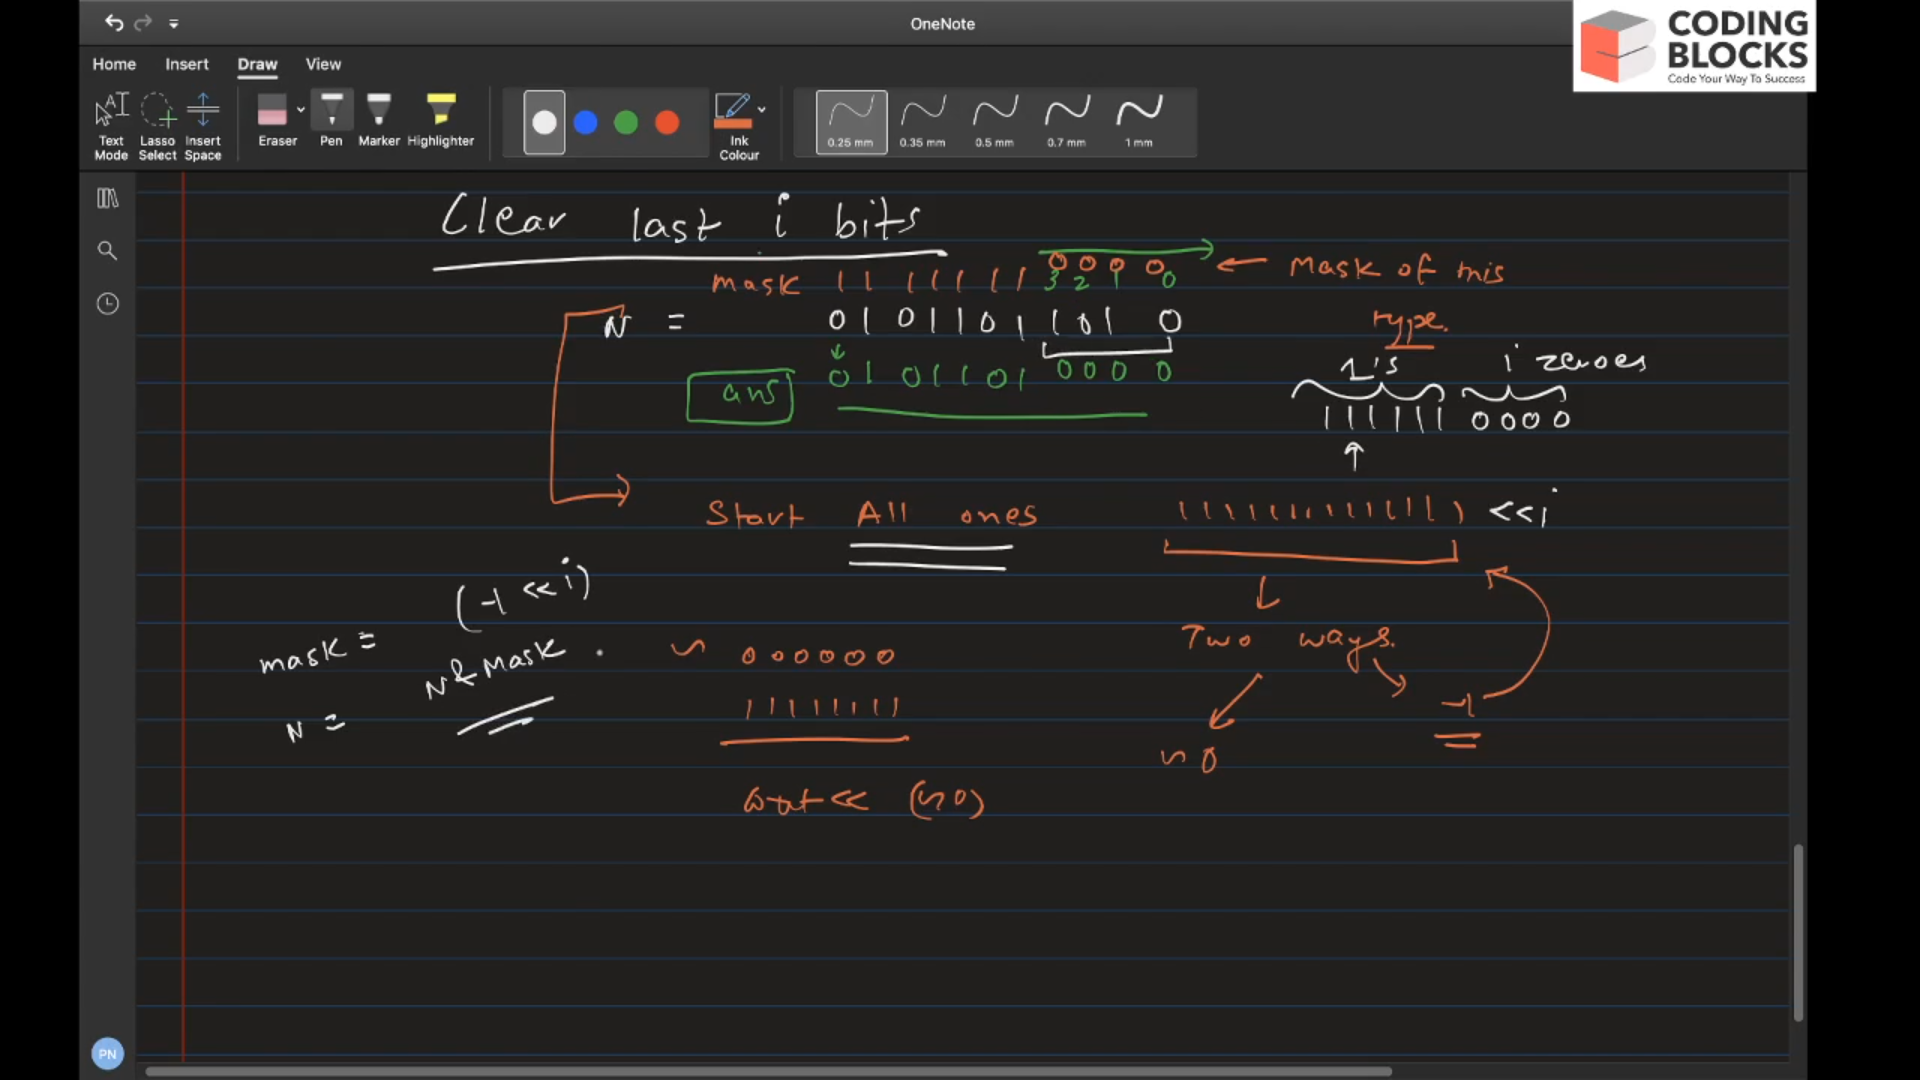 OneNote
CODING
BLOCKS
Code Your Way To Success
Home Insert Draw View
Text Mode
Lasso Select
Insert Space
Eraser
Pen
Marker
Highlighter
Ink Colour
0.25 mm
0.35 mm
0.5 mm
0.7 mm
1 mm
Clear last i bits
mask 1 1 1 1 1 1 1 1 0 0 0 0 ← Mask of this
3 2 1 0
N = 0 1 0 1 1 0 1 1 0 1 0 type.
ans 0 1 0 1 1 0 1 0 0 0 0
1's i zeroes
1 1 1 1 1 1 0 0 0 0
Start All ones 1 1 1 1 1 1 1 1 1 1 1 1 1 <<i
(-1 <<i)
mask =
Two ways.
~ 0 0 0 0 0 0
N & Mask .
N =
1 1 1 1 1 1 1 1
-1
~ 0
cout << (~0)
PN